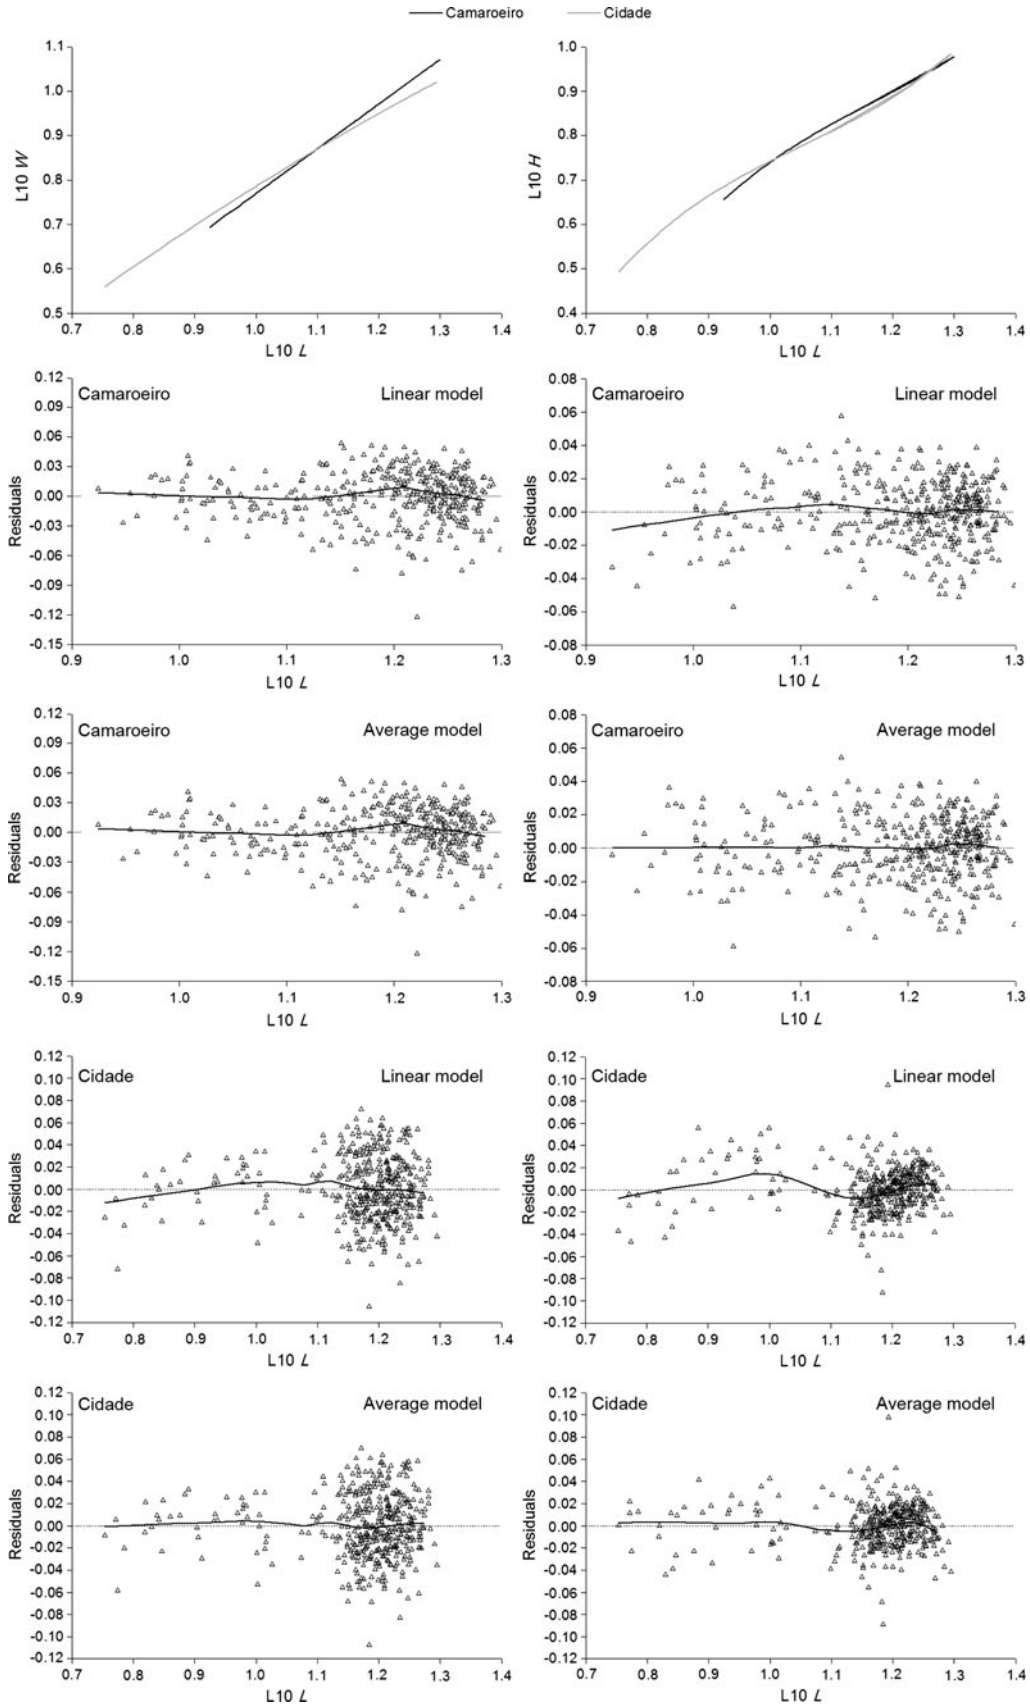 Camaroeiro Cidade
1.1
1.0
0.9
0.8
0.7
0.6
0.5
L10 W
0.7 0.8 0.9 1.0 1.1 1.2 1.3 1.4
L10 L
1.0
0.9
0.8
0.7
0.6
0.5
0.4
L10 H
0.7 0.8 0.9 1.0 1.1 1.2 1.3 1.4
L10 L
Camaroeiro Linear model
0.12
0.09
0.06
0.03
0.00
-0.03
-0.06
-0.09
-0.12
-0.15
Residuals
0.9 1.0 1.1 1.2 1.3
L10 L
Camaroeiro Linear model
0.08
0.06
0.04
0.02
0.00
-0.02
-0.04
-0.06
-0.08
Residuals
0.9 1.0 1.1 1.2 1.3
L10 L
Camaroeiro Average model
0.12
0.09
0.06
0.03
0.00
-0.03
-0.06
-0.09
-0.12
-0.15
Residuals
0.9 1.0 1.1 1.2 1.3
L10 L
Camaroeiro Average model
0.08
0.06
0.04
0.02
0.00
-0.02
-0.04
-0.06
-0.08
Residuals
0.9 1.0 1.1 1.2 1.3
L10 L
Cidade Linear model
0.12
0.10
0.08
0.06
0.04
0.02
0.00
-0.02
-0.04
-0.06
-0.08
-0.10
-0.12
Residuals
0.7 0.8 0.9 1.0 1.1 1.2 1.3 1.4
L10 L
Cidade Linear model
0.12
0.10
0.08
0.06
0.04
0.02
0.00
-0.02
-0.04
-0.06
-0.08
-0.10
-0.12
Residuals
0.7 0.8 0.9 1.0 1.1 1.2 1.3 1.4
L10 L
Cidade Average model
0.12
0.10
0.08
0.06
0.04
0.02
0.00
-0.02
-0.04
-0.06
-0.08
-0.10
-0.12
Residuals
0.7 0.8 0.9 1.0 1.1 1.2 1.3 1.4
L10 L
Cidade Average model
0.12
0.10
0.08
0.06
0.04
0.02
0.00
-0.02
-0.04
-0.06
-0.08
-0.10
-0.12
Residuals
0.7 0.8 0.9 1.0 1.1 1.2 1.3 1.4
L10 L